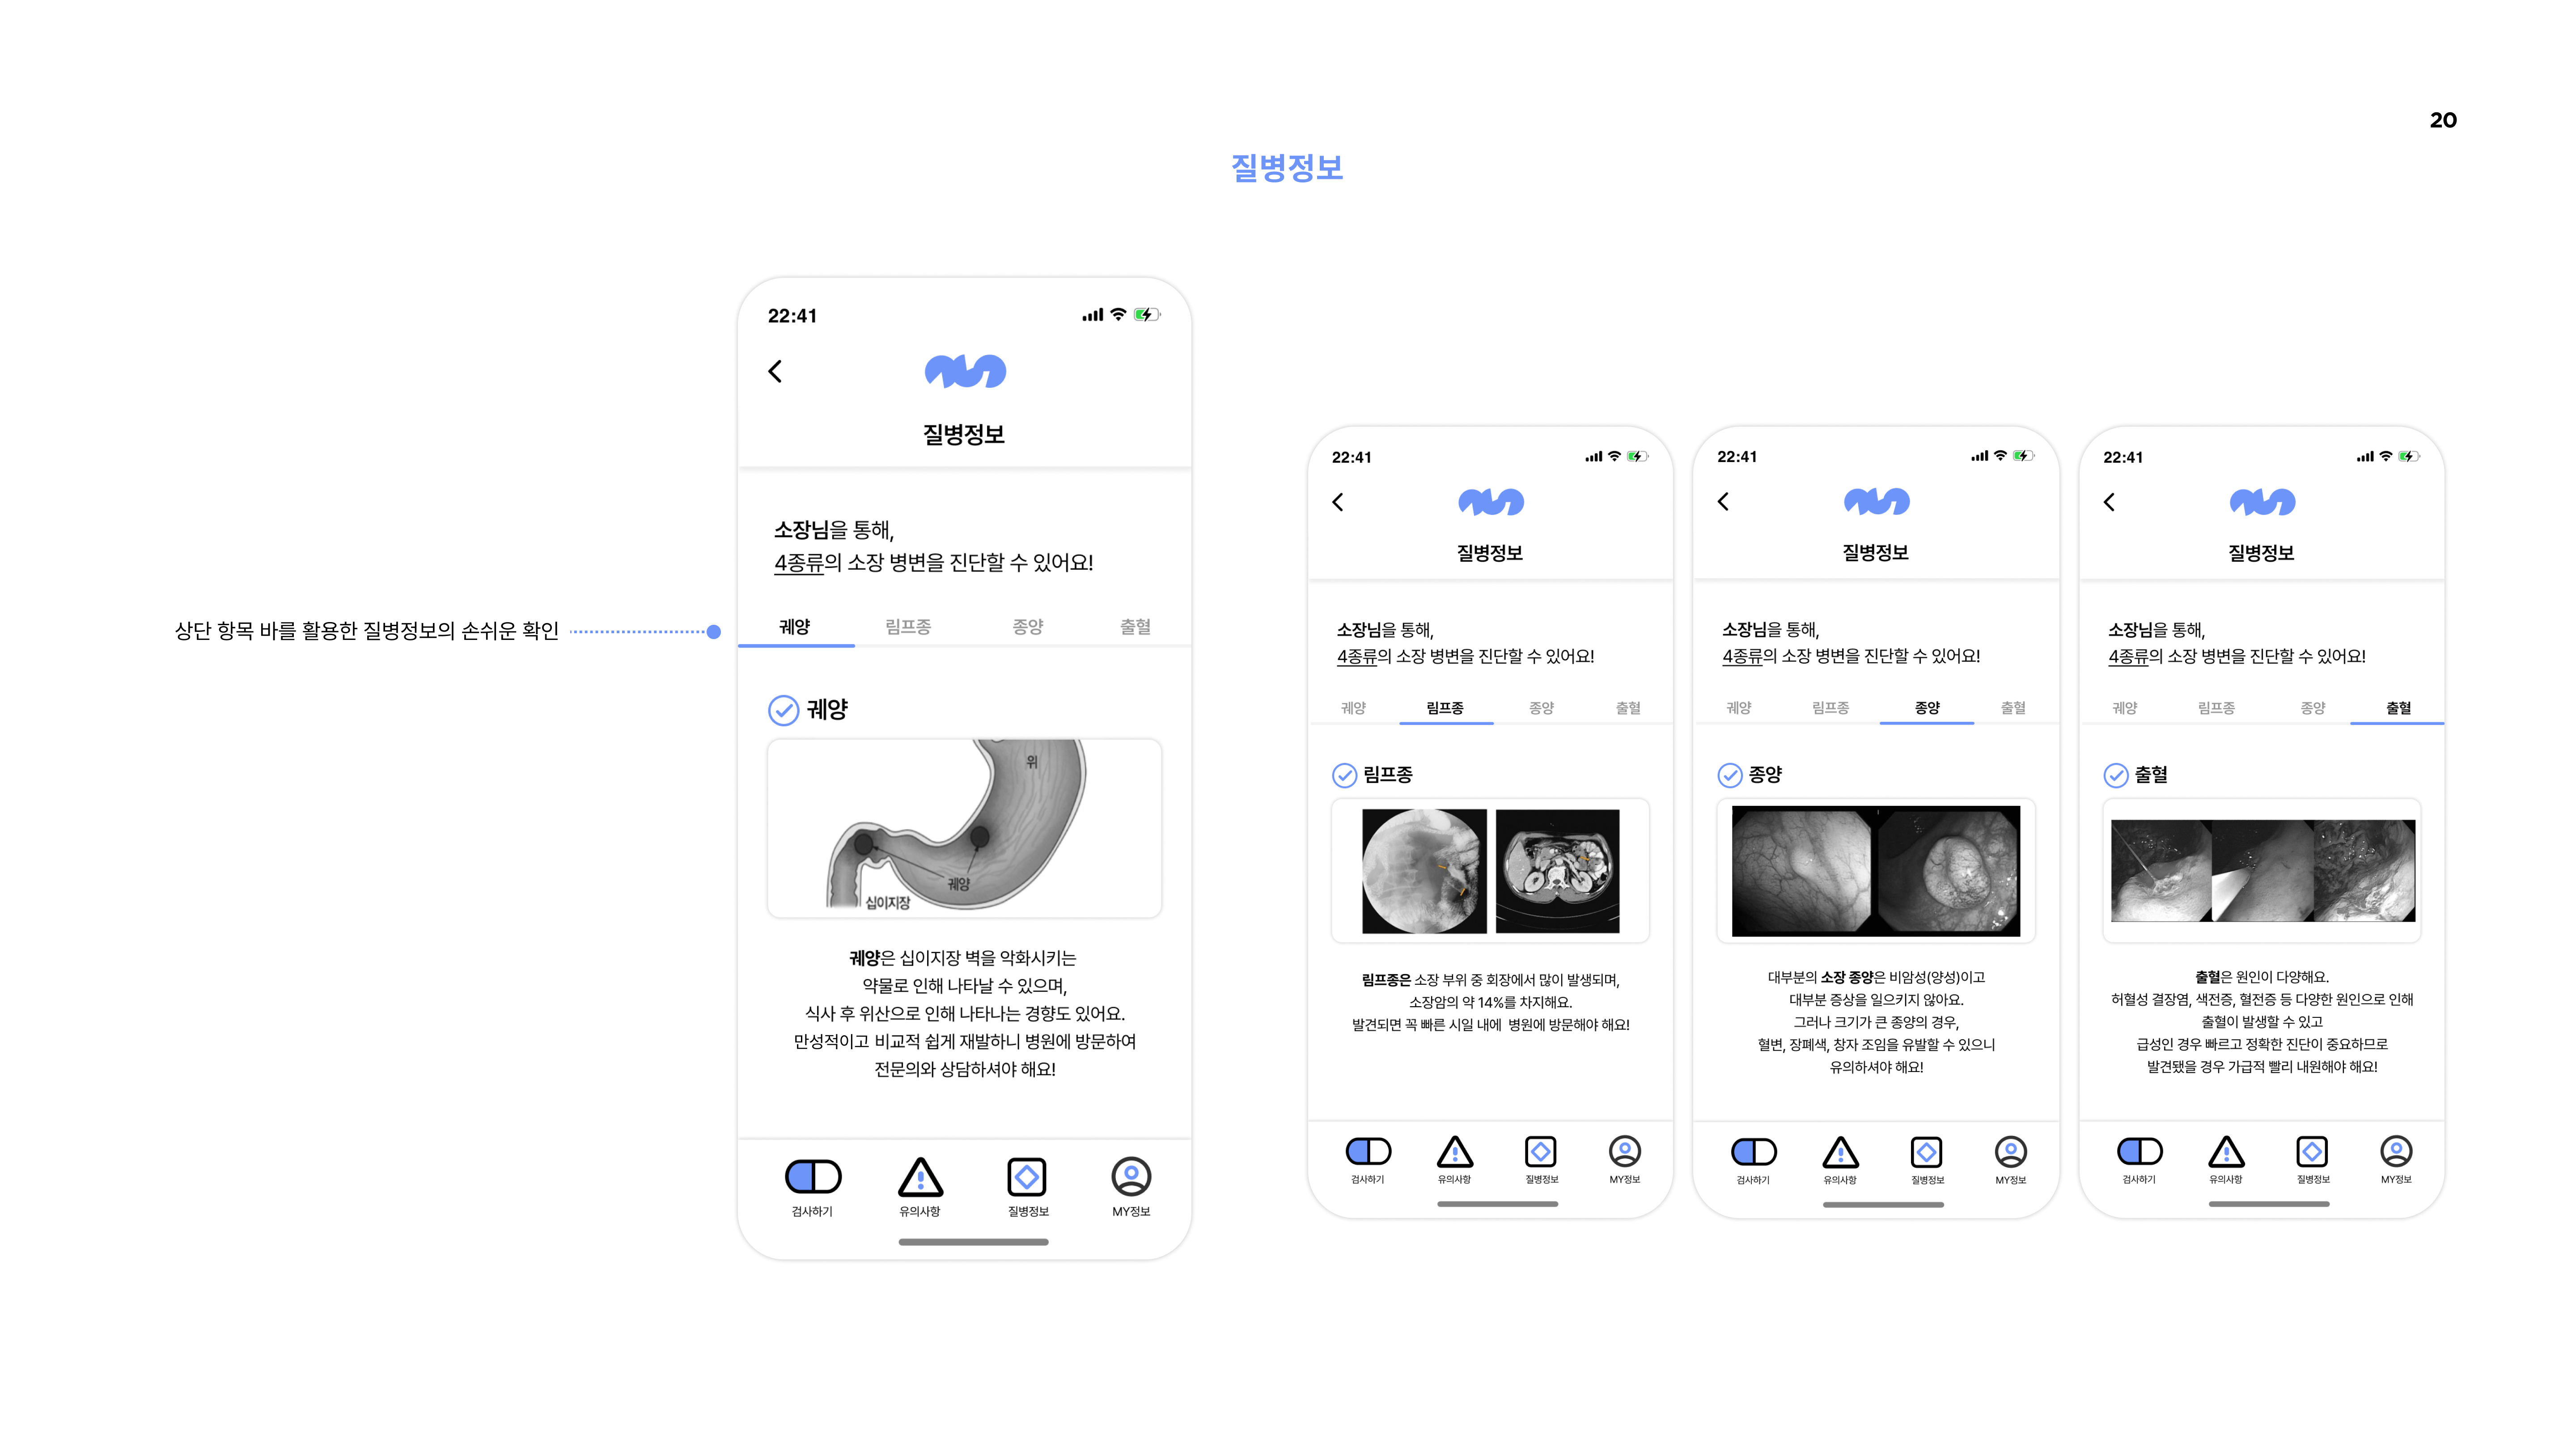 20
질병정보
상단 항목 바를 활용한 질병정보의 손쉬운 확인
22:41
질병정보
소장님을 통해,
4종류의 소장 병변을 진단할 수 있어요!
궤양 림프종 종양 출혈
궤양
위
궤양
십이지장
궤양은 십이지장 벽을 악화시키는
약물로 인해 나타날 수 있으며,
식사 후 위산으로 인해 나타나는 경향도 있어요.
만성적이고 비교적 쉽게 재발하니 병원에 방문하여
전문의와 상담하셔야 해요!
검사하기 유의사항 질병정보 MY정보
22:41
질병정보
소장님을 통해,
4종류의 소장 병변을 진단할 수 있어요!
궤양 림프종 종양 출혈
림프종
림프종은 소장 부위 중 회장에서 많이 발생되며,
소장암의 약 14%를 차지해요.
발견되면 꼭 빠른 시일 내에 병원에 방문해야 해요!
검사하기 유의사항 질병정보 MY정보
22:41
질병정보
소장님을 통해,
4종류의 소장 병변을 진단할 수 있어요!
궤양 림프종 종양 출혈
종양
대부분의 소장 종양은 비암성(양성)이고
대부분 증상을 일으키지 않아요.
그러나 크기가 큰 종양의 경우,
혈변, 장폐색, 창자 조임을 유발할 수 있으니
유의하셔야 해요!
검사하기 유의사항 질병정보 MY정보
22:41
질병정보
소장님을 통해,
4종류의 소장 병변을 진단할 수 있어요!
궤양 림프종 종양 출혈
출혈
출혈은 원인이 다양해요.
허혈성 결장염, 색전증, 혈전증 등 다양한 원인으로 인해
출혈이 발생할 수 있고
급성인 경우 빠르고 정확한 진단이 중요하므로
발견됐을 경우 가급적 빨리 내원해야 해요!
검사하기 유의사항 질병정보 MY정보